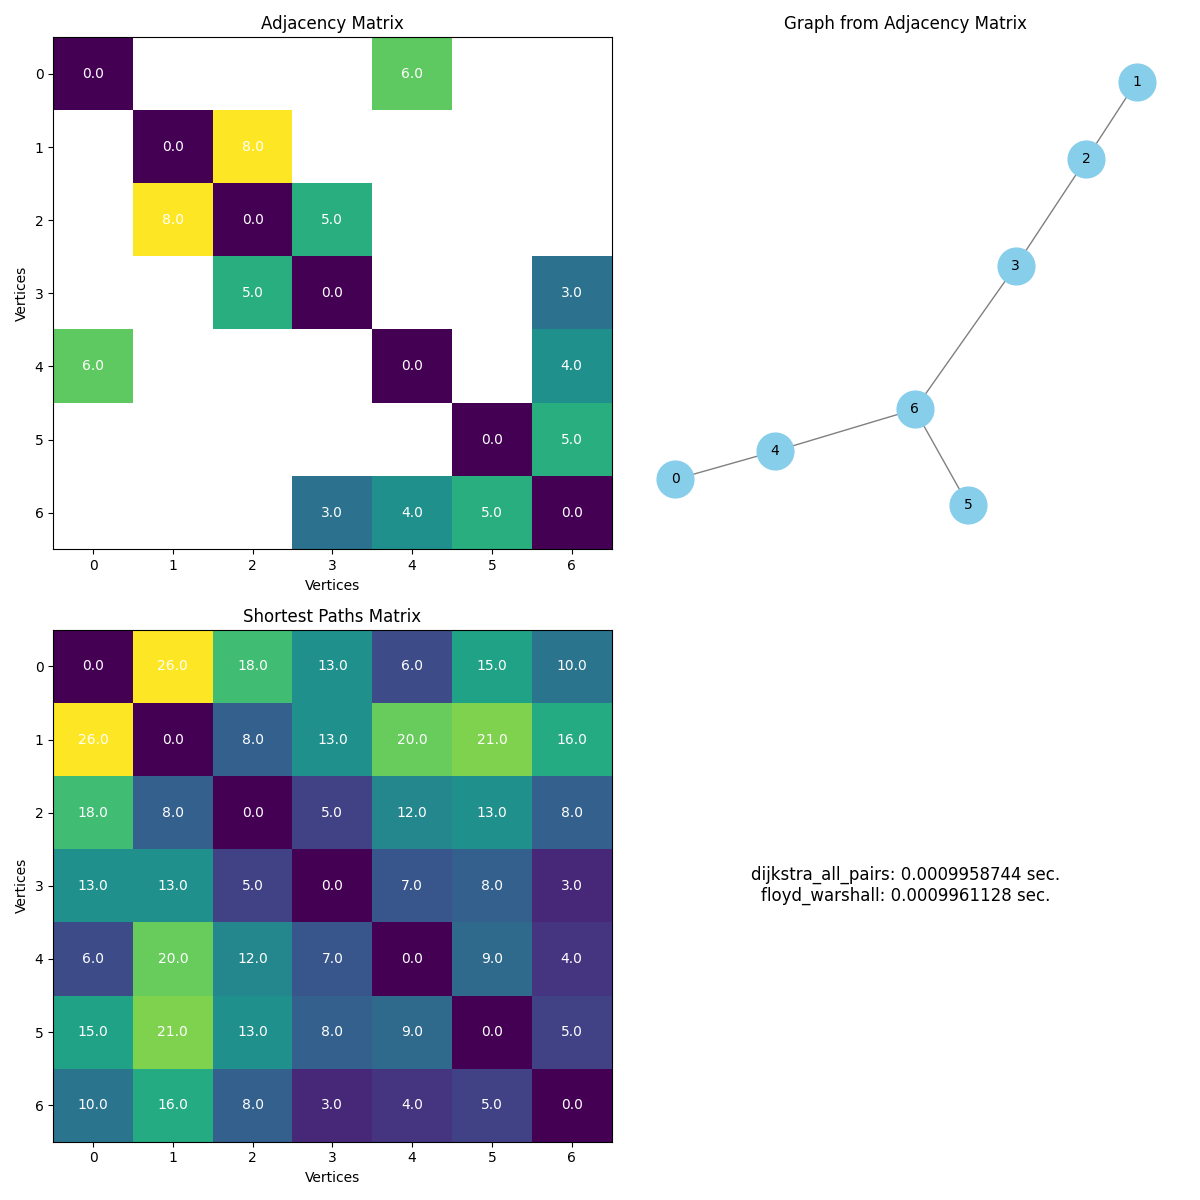 Adjacency Matrix
Vertices
0
0.0 6.0
1
0.0 8.0
2
8.0 0.0 5.0
3
5.0 0.0 3.0
4
6.0 0.0 4.0
5
0.0 5.0
6
3.0 4.0 5.0 0.0
0 1 2 3 4 5 6
Vertices
Graph from Adjacency Matrix
1
2
3
6
4
0
5
Shortest Paths Matrix
Vertices
0
0.0 26.0 18.0 13.0 6.0 15.0 10.0
1
26.0 0.0 8.0 13.0 20.0 21.0 16.0
2
18.0 8.0 0.0 5.0 12.0 13.0 8.0
3
13.0 13.0 5.0 0.0 7.0 8.0 3.0
4
6.0 20.0 12.0 7.0 0.0 9.0 4.0
5
15.0 21.0 13.0 8.0 9.0 0.0 5.0
6
10.0 16.0 8.0 3.0 4.0 5.0 0.0
0 1 2 3 4 5 6
Vertices
dijkstra_all_pairs: 0.0009958744 sec.
floyd_warshall: 0.0009961128 sec.